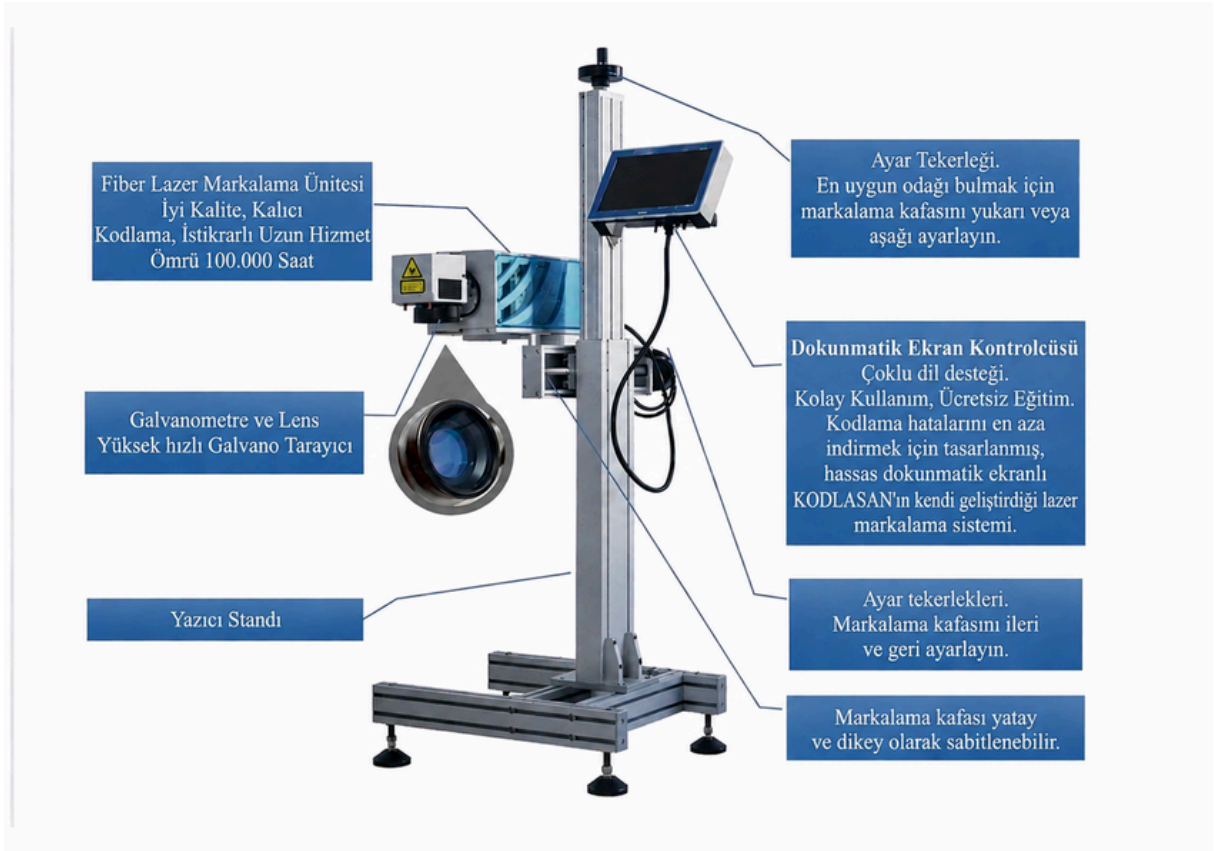 Fiber Lazer Markalama Ünitesi
İyi Kalite, Kalıcı
Kodlama, İstikrarlı Uzun Hizmet
Ömrü 100.000 Saat
Galvanometre ve Lens
Yüksek hızlı Galvano Tarayıcı
Yazıcı Standı
Ayar Tekerleği.
En uygun odağı bulmak için
markalama kafasını yukarı veya
aşağı ayarlayın.
Dokunmatik Ekran Kontrolcüsü
Çoklu dil desteği.
Kolay Kullanım, Ücretsiz Eğitim.
Kodlama hatalarını en aza
indirmek için tasarlanmış,
hassas dokunmatik ekranlı
KODLASAN'ın kendi geliştirdiği lazer
markalama sistemi.
Ayar tekerlekleri.
Markalama kafasını ileri
ve geri ayarlayın.
Markalama kafası yatay
ve dikey olarak sabitlenebilir.